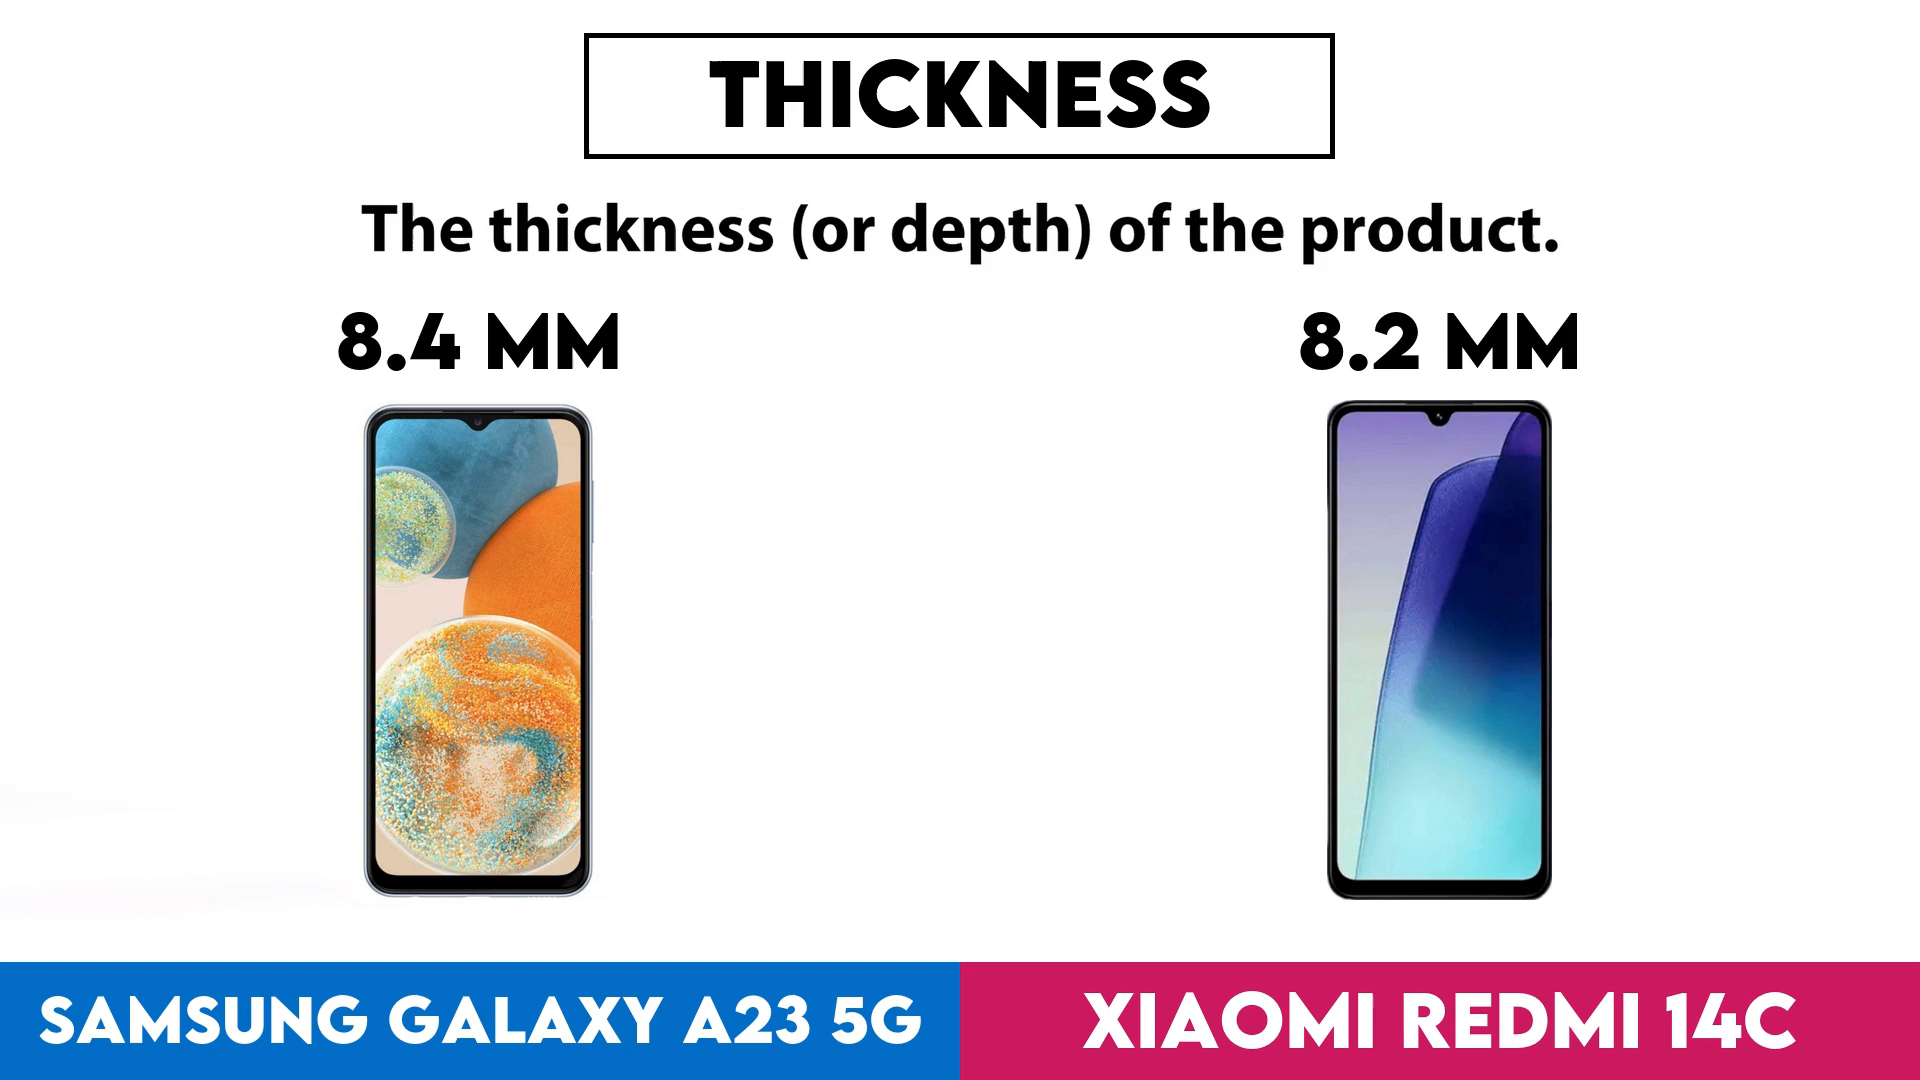 THICKNESS
The thickness (or depth) of the product.
8.4 MM
8.2 MM
SAMSUNG GALAXY A23 5G
XIAOMI REDMI 14C